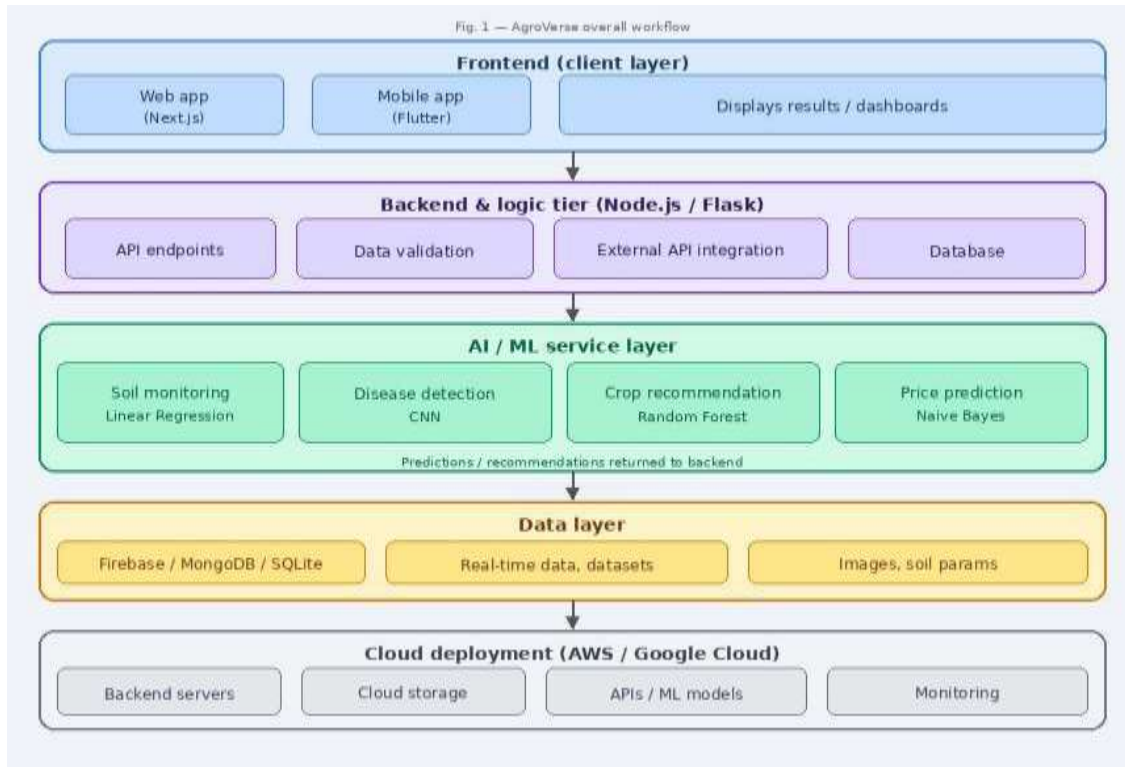 Fig. 1 — AgroVerse overall workflow
Frontend (client layer)
Web app
(Next.js)
Mobile app
(Flutter)
Displays results / dashboards
Backend & logic tier (Node.js / Flask)
API endpoints
Data validation
External API integration
Database
AI / ML service layer
Soil monitoring
Linear Regression
Disease detection
CNN
Crop recommendation
Random Forest
Price prediction
Naive Bayes
Predictions / recommendations returned to backend
Data layer
Firebase / MongoDB / SQLite
Real-time data, datasets
Images, soil params
Cloud deployment (AWS / Google Cloud)
Backend servers
Cloud storage
APIs / ML models
Monitoring